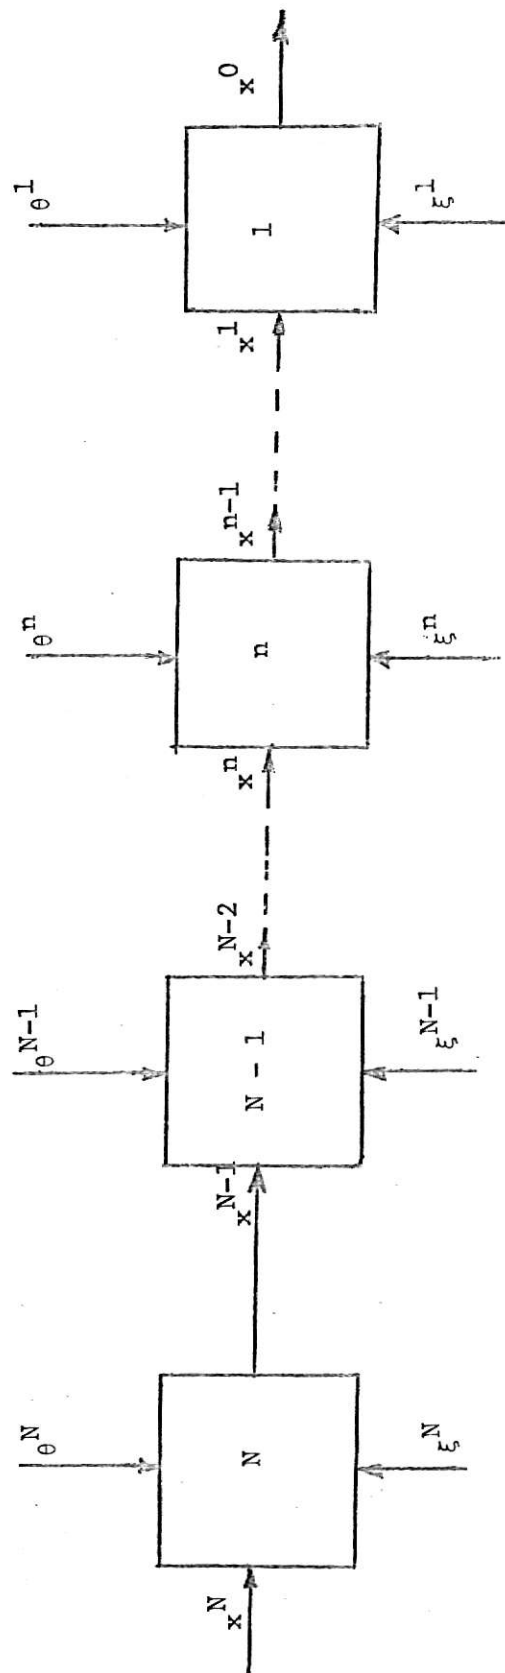 θ^N θ^{N-1} θ^n θ^1
x^N N x^{N-1} N - 1 x^{N-2} x^n n x^{n-1} x^1 1 x^0
ξ^N ξ^{N-1} ξ^n ξ^1